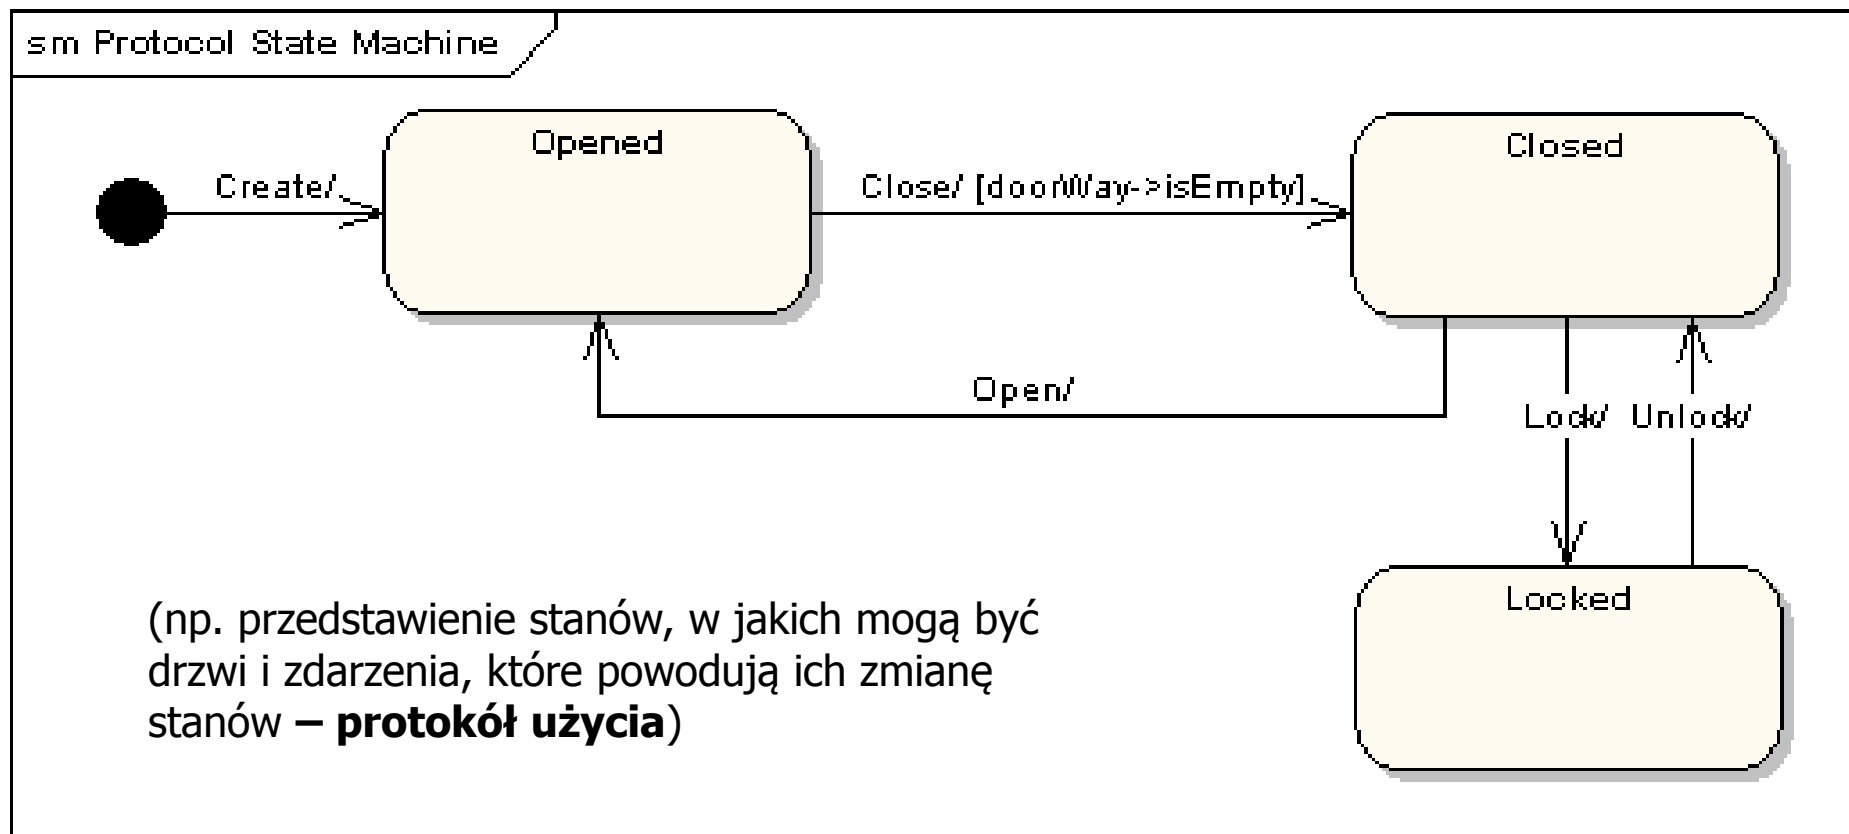 sm Protocol State Machine
Opened
Closed
Create/
Close/ [doorWay->isEmpty]
Open/
Lock/ Unlock/
Locked
(np. przedstawienie stanów, w jakich mogą być
drzwi i zdarzenia, które powodują ich zmianę
stanów – protokół użycia)